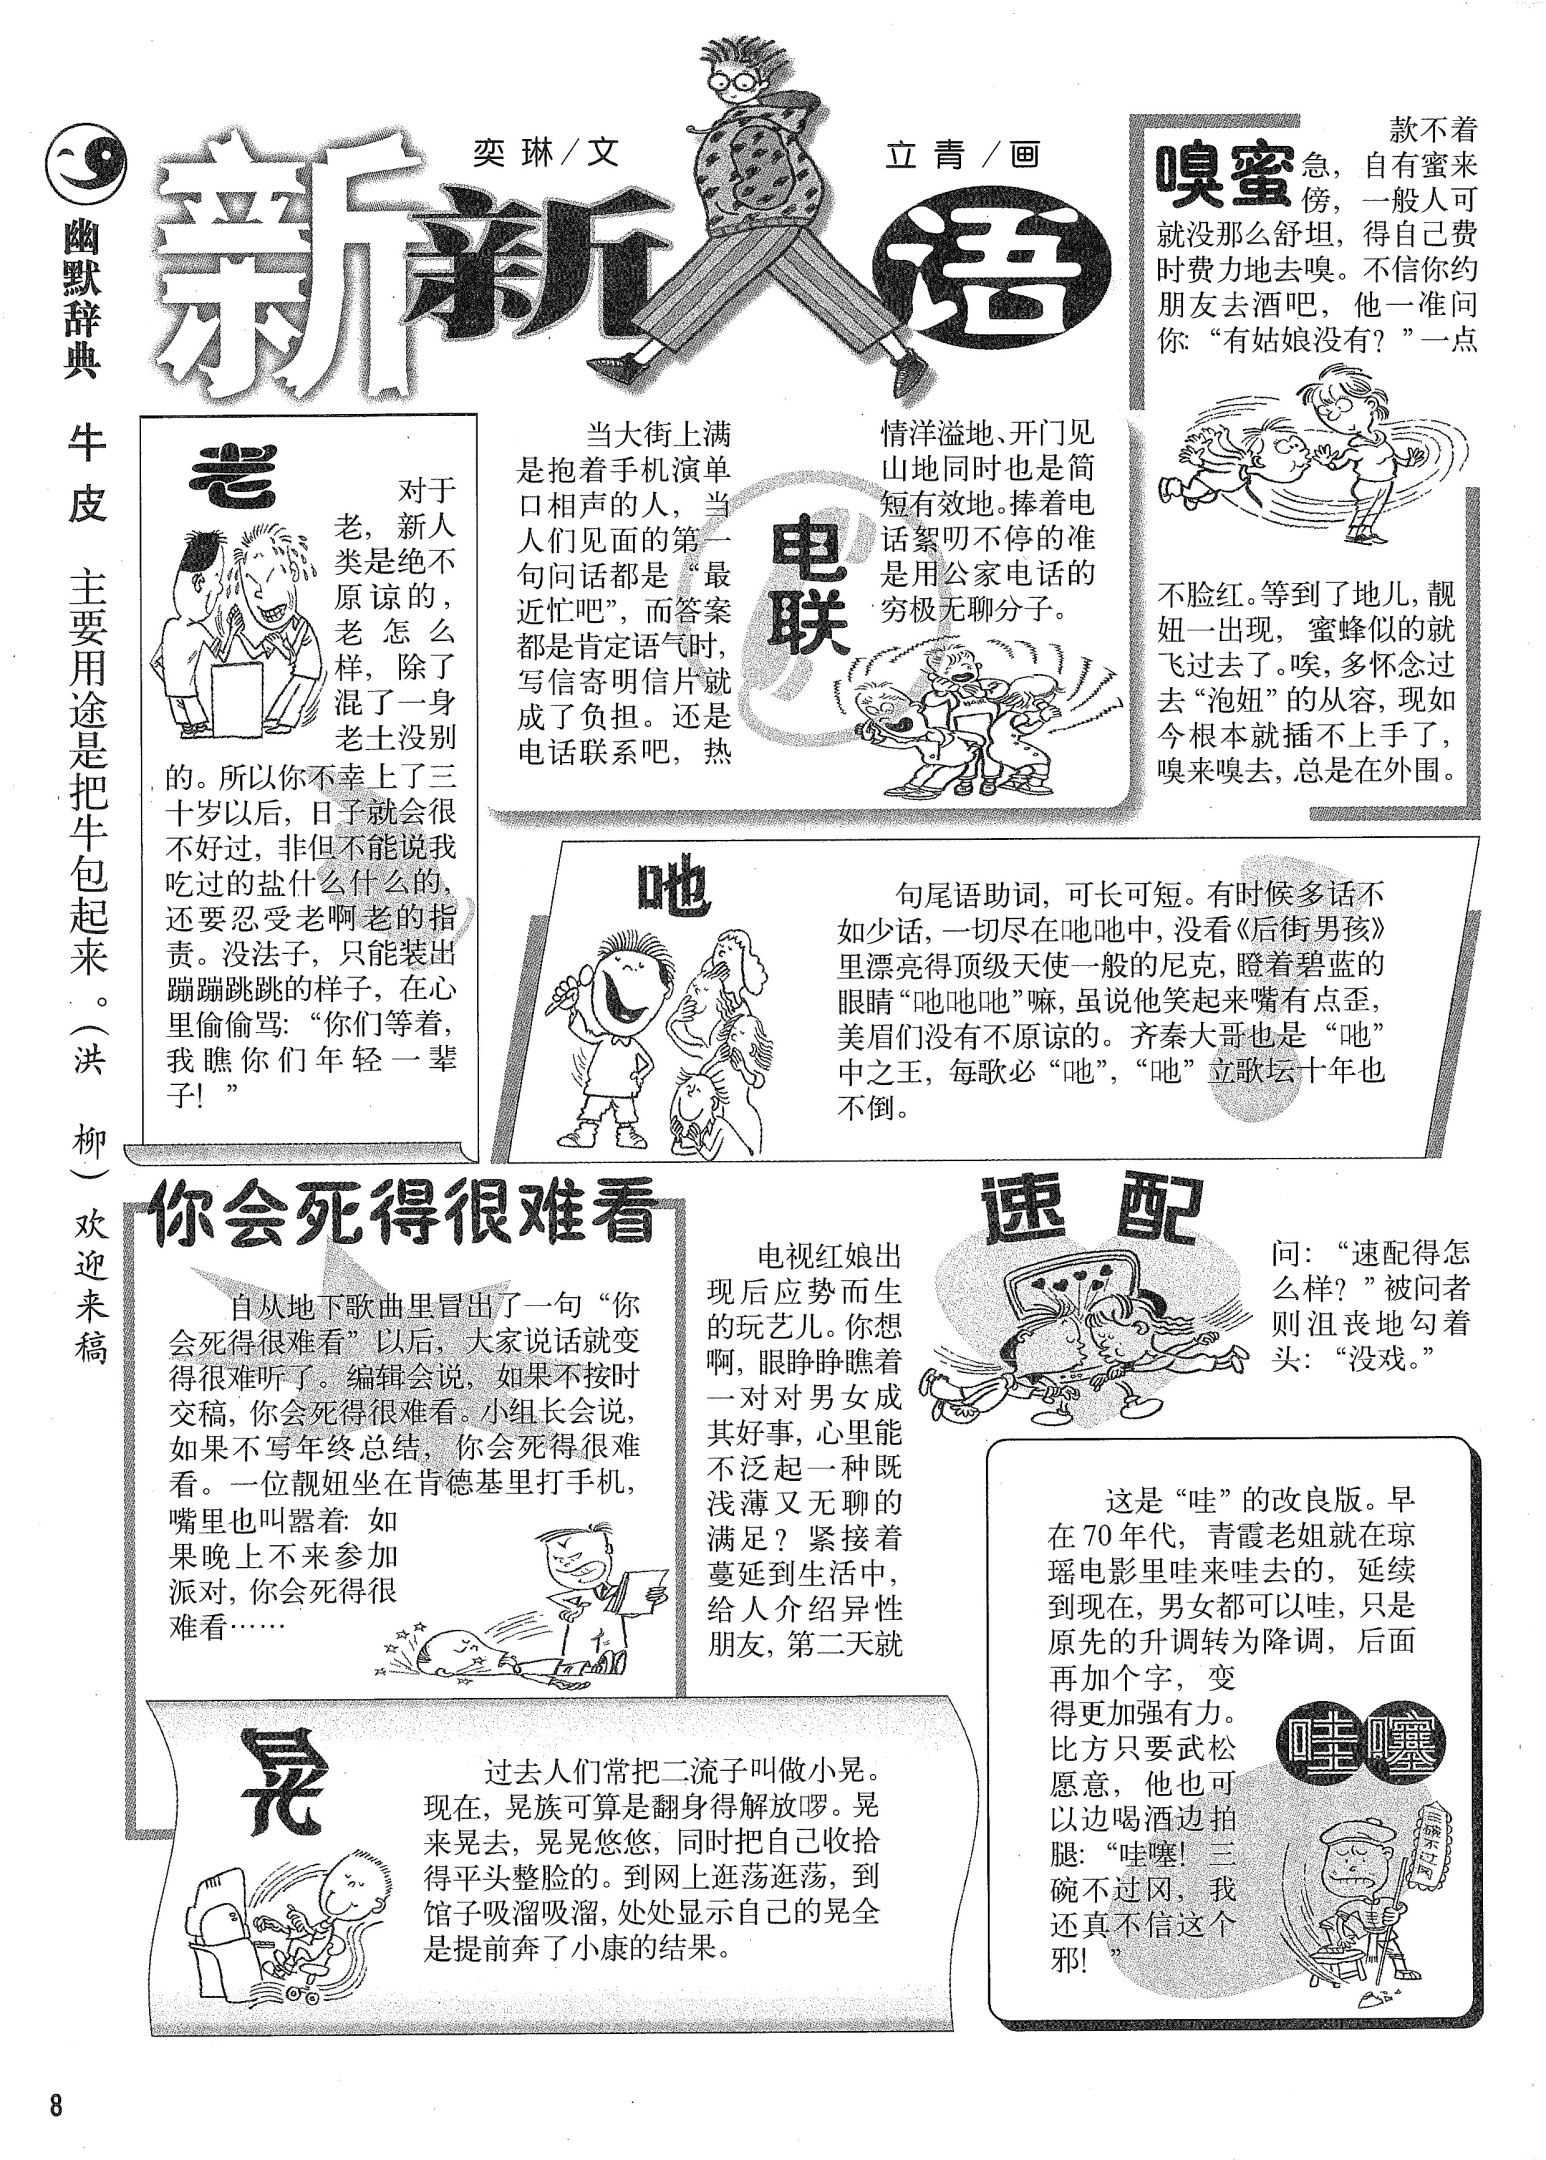 新新人语
奕琳/文
立青/画
幽默辞典
牛皮 主要用途是把牛包起来。(洪 柳)欢迎来稿
嗅蜜
款不着
急，自有蜜来
傍，一般人可
就没那么舒坦，得自己费
时费力地去嗅。不信你约
朋友去酒吧，他一准问
你：“有姑娘没有？”一点
不脸红。等到了地儿，靓
妞一出现，蜜蜂似的就
飞过去了。唉，多怀念过
去“泡妞”的从容，现如
今根本就插不上手了，
嗅来嗅去，总是在外围。
老
对于
老，新人
类是绝不
原谅的，
老怎么
样，除了
混了一身
老土没别
的。所以你不幸上了三
十岁以后，日子就会很
不好过，非但不能说我
吃过的盐什么什么的，
还要忍受老啊老的指
责。没法子，只能装出
蹦蹦跳跳的样子，在心
里偷偷骂：“你们等着，
我瞧你们年轻一辈
子！”
电联
当大街上满
是抱着手机演单
口相声的人，当
人们见面的第一
句问话都是“最
近忙吧”，而答案
都是肯定语气时，
写信寄明信片就
成了负担。还是
电话联系吧，热
情洋溢地、开门见
山地同时也是简
短有效地。捧着电
话絮叨不停的准
是用公家电话的
穷极无聊分子。
吔
句尾语助词，可长可短。有时候多话不
如少话，一切尽在吔吔中，没看《后街男孩》
里漂亮得顶级天使一般的尼克，瞪着碧蓝的
眼睛“吔吔吔”嘛，虽说他笑起来嘴有点歪，
美眉们没有不原谅的。齐秦大哥也是“吔”
中之王，每歌必“吔”，“吔”立歌坛十年也
不倒。
你会死得很难看
自从地下歌曲里冒出了一句“你
会死得很难看”以后，大家说话就变
得很难听了。编辑会说，如果不按时
交稿，你会死得很难看。小组长会说，
如果不写年终总结，你会死得很难
看。一位靓妞坐在肯德基里打手机，
嘴里也叫嚣着：如
果晚上不来参加
派对，你会死得很
难看……
速配
电视红娘出
现后应势而生
的玩艺儿。你想
啊，眼睁睁瞧着
一对对男女成
其好事，心里能
不泛起一种既
浅薄又无聊的
满足？紧接着
蔓延到生活中，
给人介绍异性
朋友，第二天就
问：“速配得怎
么样？”被问者
则沮丧地勾着
头：“没戏。”
哇噻
这是“哇”的改良版。早
在70年代，青霞老姐就在琼
瑶电影里哇来哇去的，延续
到现在，男女都可以哇，只是
原先的升调转为降调，后面
再加个字，变
得更加强有力。
比方只要武松
愿意，他也可
以边喝酒边拍
腿：“哇噻！三
碗不过冈，我
还真不信这个
邪！”
三碗不过冈
晃
过去人们常把二流子叫做小晃。
现在，晃族可算是翻身得解放啰。晃
来晃去，晃晃悠悠，同时把自己收拾
得平头整脸的。到网上逛荡逛荡，到
馆子吸溜吸溜，处处显示自己的晃全
是提前奔了小康的结果。
8